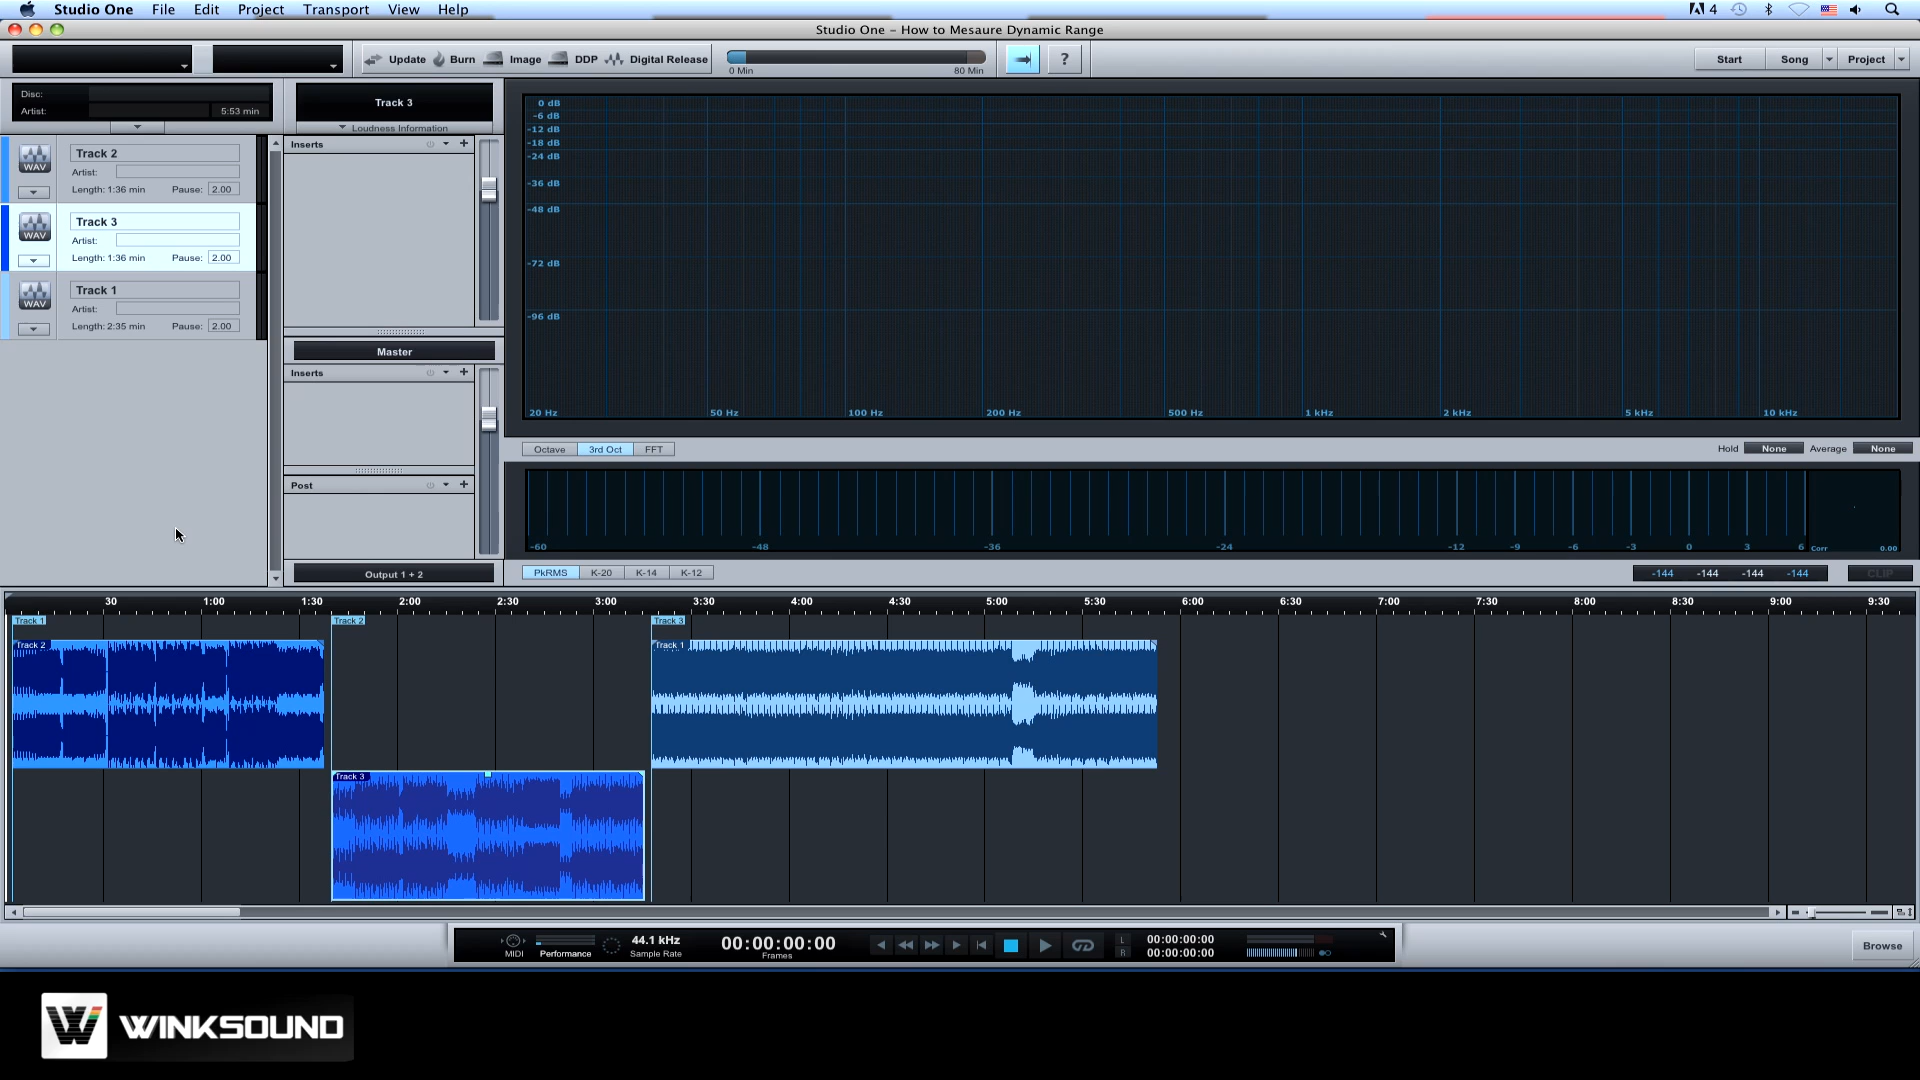 Studio One File Edit Project Transport View Help 4
Studio One – How to Mesaure Dynamic Range
Update Burn Image DDP Digital Release 0 Min 80 Min ? Start Song Project
Disc:
Artist: 5:53 min
Track 3
Loudness Information
Track 2
Artist:
Length: 1:36 min Pause: 2.00
Track 3
Artist:
Length: 1:36 min Pause: 2.00
Track 1
Artist:
Length: 2:35 min Pause: 2.00
WAV
WAV
WAV
Inserts
Master
Inserts
Post
Output 1 + 2
0 dB
-6 dB
-12 dB
-18 dB
-24 dB
-36 dB
-48 dB
-72 dB
-96 dB
20 Hz 50 Hz 100 Hz 200 Hz 500 Hz 1 kHz 2 kHz 5 kHz 10 kHz
Octave 3rd Oct FFT Hold None Average None
-60 -48 -36 -24 -12 -9 -6 -3 0 3 6 Corr 0.00
PkRMS K-20 K-14 K-12 -144 -144 -144 -144 CLIP
30 1:00 1:30 2:00 2:30 3:00 3:30 4:00 4:30 5:00 5:30 6:00 6:30 7:00 7:30 8:00 8:30 9:00 9:30
Track 1 Track 2 Track 3
Track 2 Track 1
Track 3
MIDI Performance 44.1 kHz Sample Rate 00:00:00:00 Frames L 00:00:00:00
R 00:00:00:00
Browse
W WINKSOUND